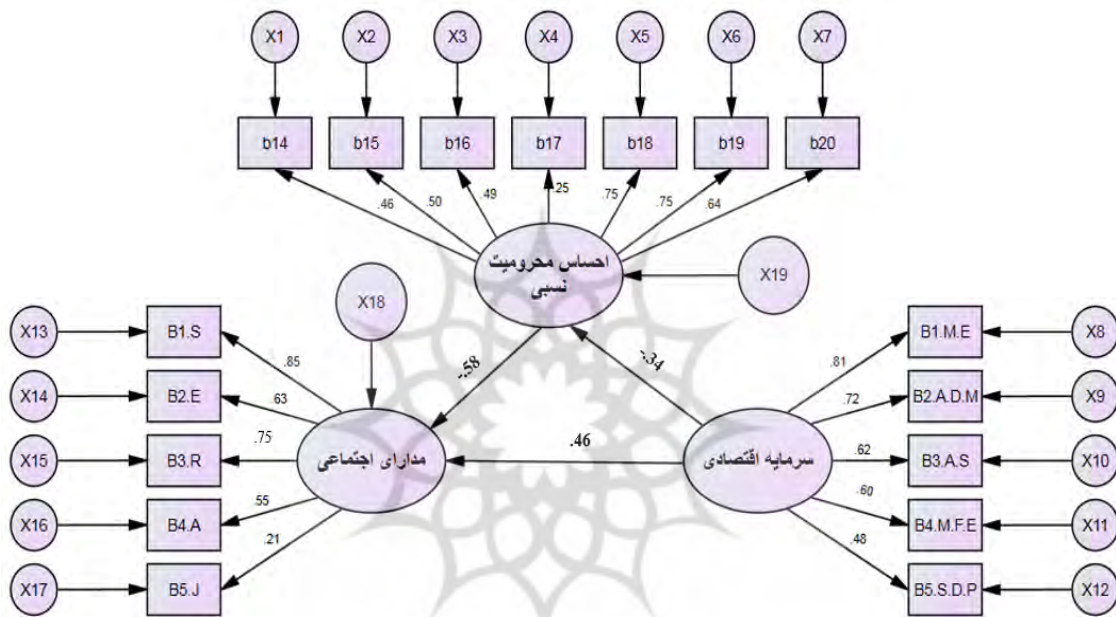 X1 X2 X3 X4 X5 X6 X7
b14 b15 b16 b17 b18 b19 b20
.46 .50 .49 .25 .75 .75 .64
احساس محرومیت
نسبی
X19
X18
X13 B1.S .85
-.58
-.34
.81 B1.M.E X8
X14 B2.E .63
.72 B2.A.D.M X9
X15 B3.R .75
مدارای اجتماعی
.46
سرمایه اقتصادی
.62 B3.A.S X10
X16 B4.A .55
.60 B4.M.F.E X11
X17 B5.J .21
.48 B5.S.D.P X12